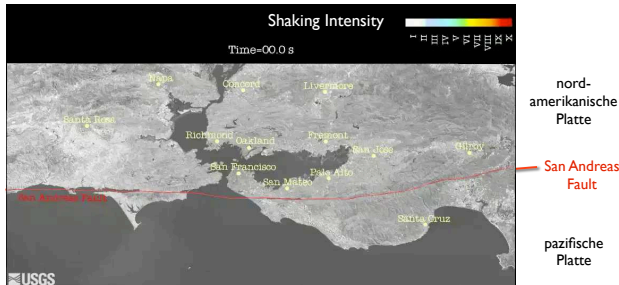 Shaking Intensity
I II III IV V VI VII VIII IX X
Time=00.0 s
Napa
Concord
Livermore
Santa Rosa
Richmond
Oakland
Fremont
San Jose
Gilroy
San Francisco
San Mateo
Palo Alto
San Andreas Fault
Santa Cruz
USGS
nord-
amerikanische
Platte
San Andreas
Fault
pazifische
Platte